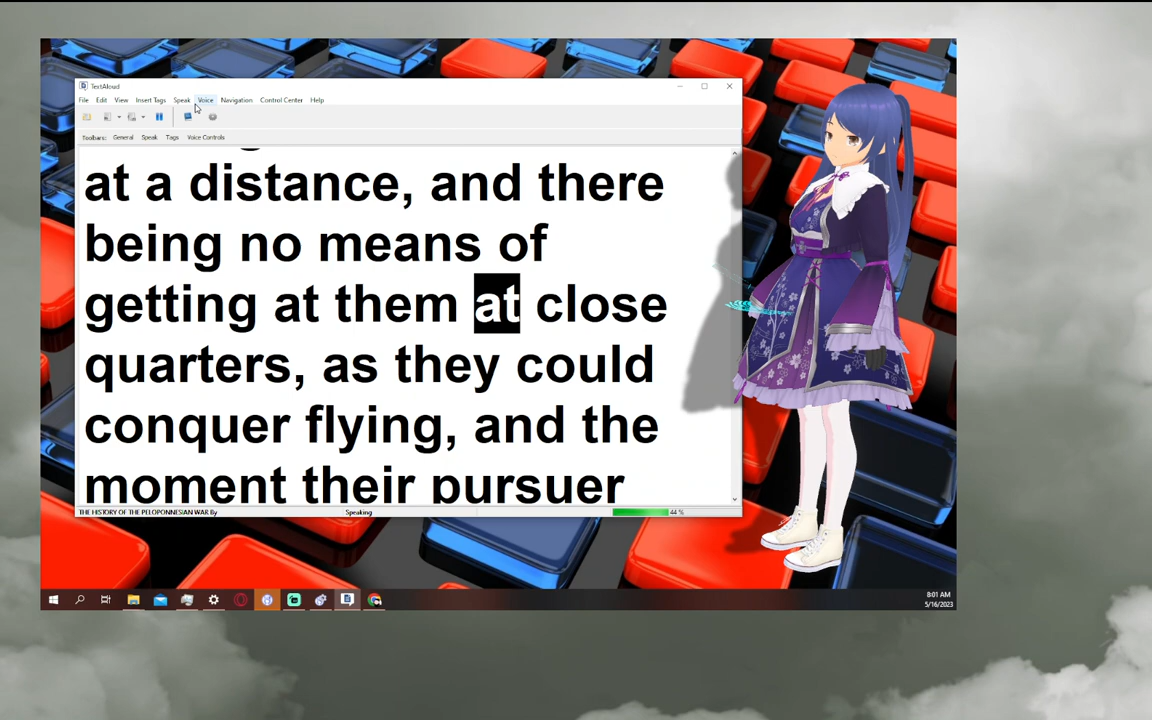 TextAloud
File Edit View Insert Tags Speak Voice Navigation Control Center Help
Toolbars: General Speak Tags Voice Controls
at a distance, and there
being no means of
getting at them at close
quarters, as they could
conquer flying, and the
moment their pursuer
THE HISTORY OF THE PELOPONNESIAN WAR By Speaking 44 %
8:01 AM
5/16/2023